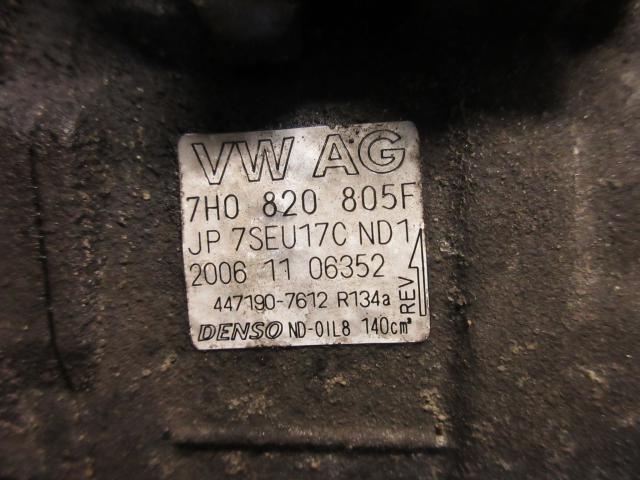 VW AG
7H0 820 805F
JP 7SEU17C ND1
2006 11 06352
447190-7612 R134a
DENSO ND-OIL8 140cm³
REV